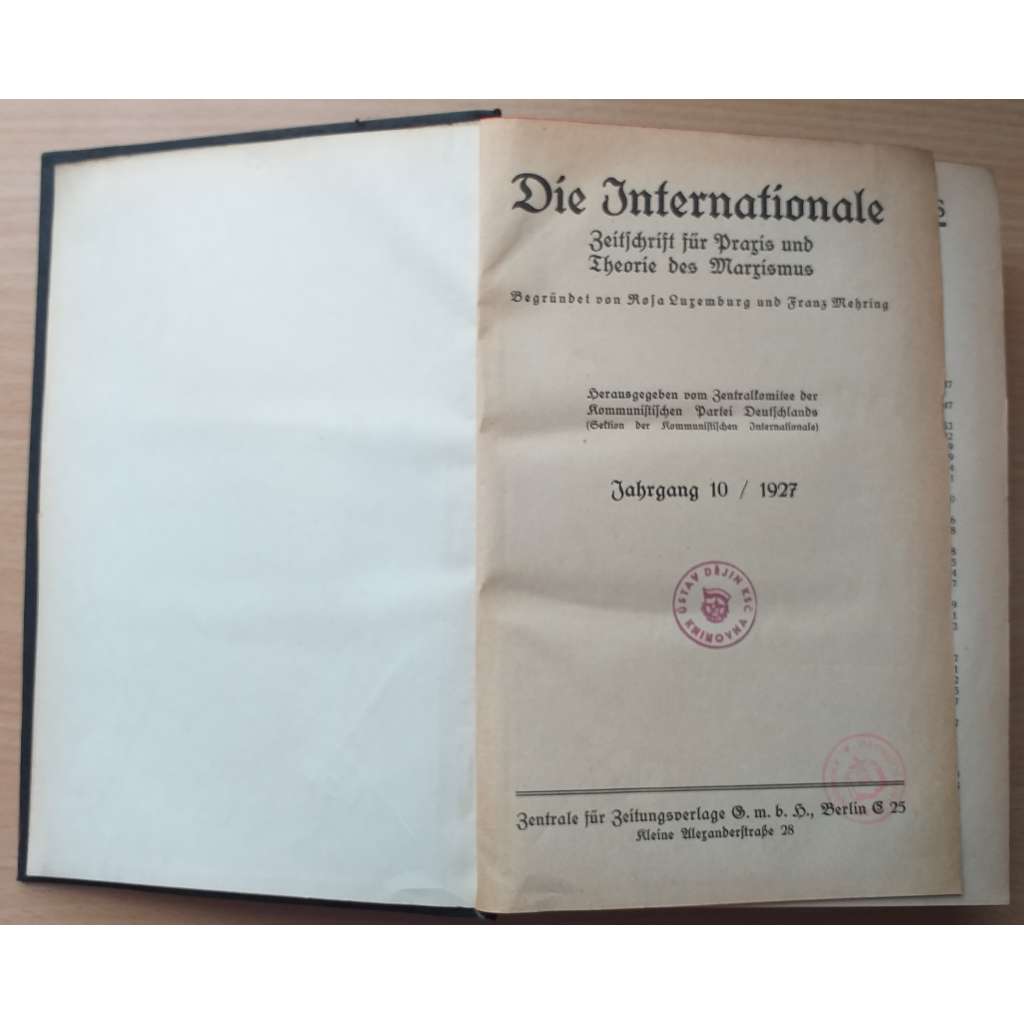 Die Internationale
Zeitschrift für Praxis und
Theorie des Marxismus
Begründet von Rosa Luxemburg und Franz Mehring
Herausgegeben vom Zentralkomitee der
Kommunistischen Partei Deutschlands
(Sektion der Kommunistischen Internationale)
Jahrgang 10 / 1927
ÚSTAV DĚJIN KSČ
KNIHOVNA
Zentrale für Zeitungsverlage G. m. b. H., Berlin C 25
Kleine Alexanderstraße 28